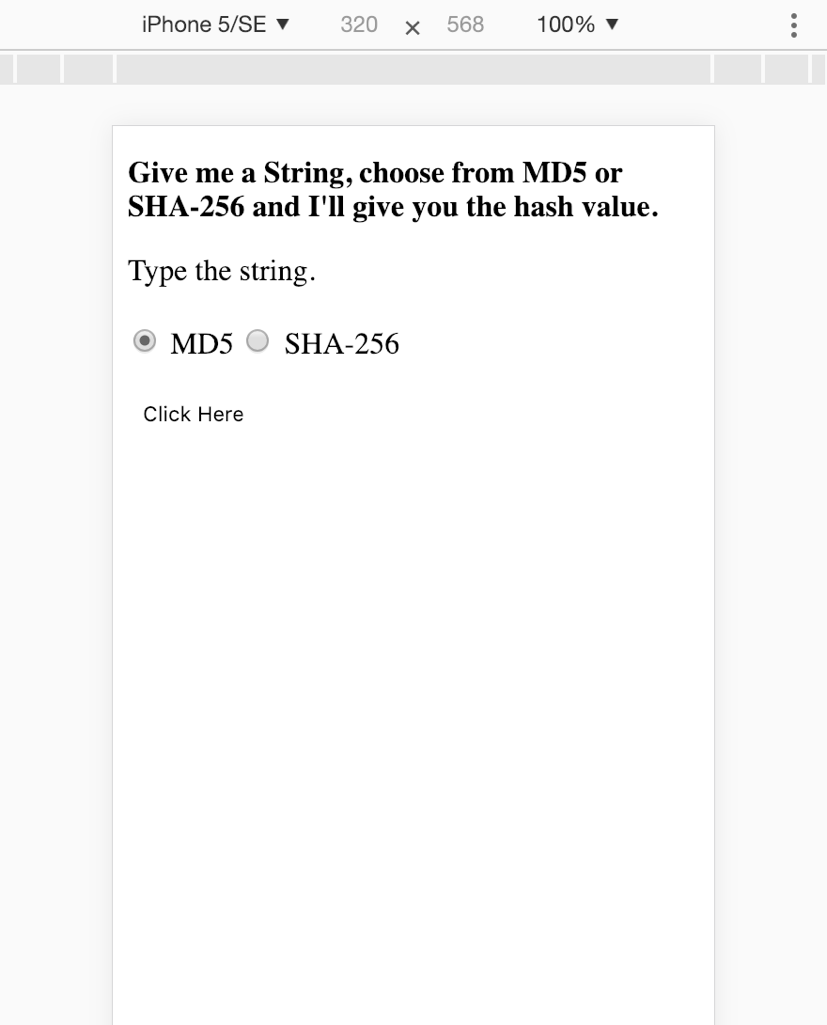 iPhone 5/SE ▼ 320 × 568 100% ▼
Give me a String, choose from MD5 or
SHA-256 and I'll give you the hash value.
Type the string.
MD5 SHA-256
Click Here